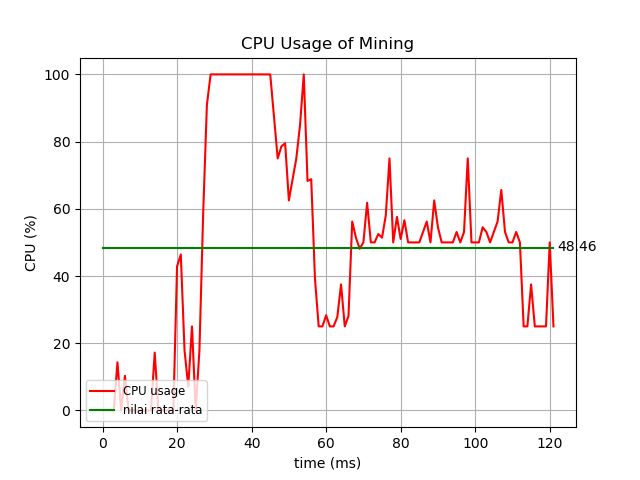 CPU Usage of Mining
CPU (%)
100
80
60
40
20
0
48.46
CPU usage
nilai rata-rata
0 20 40 60 80 100 120
time (ms)